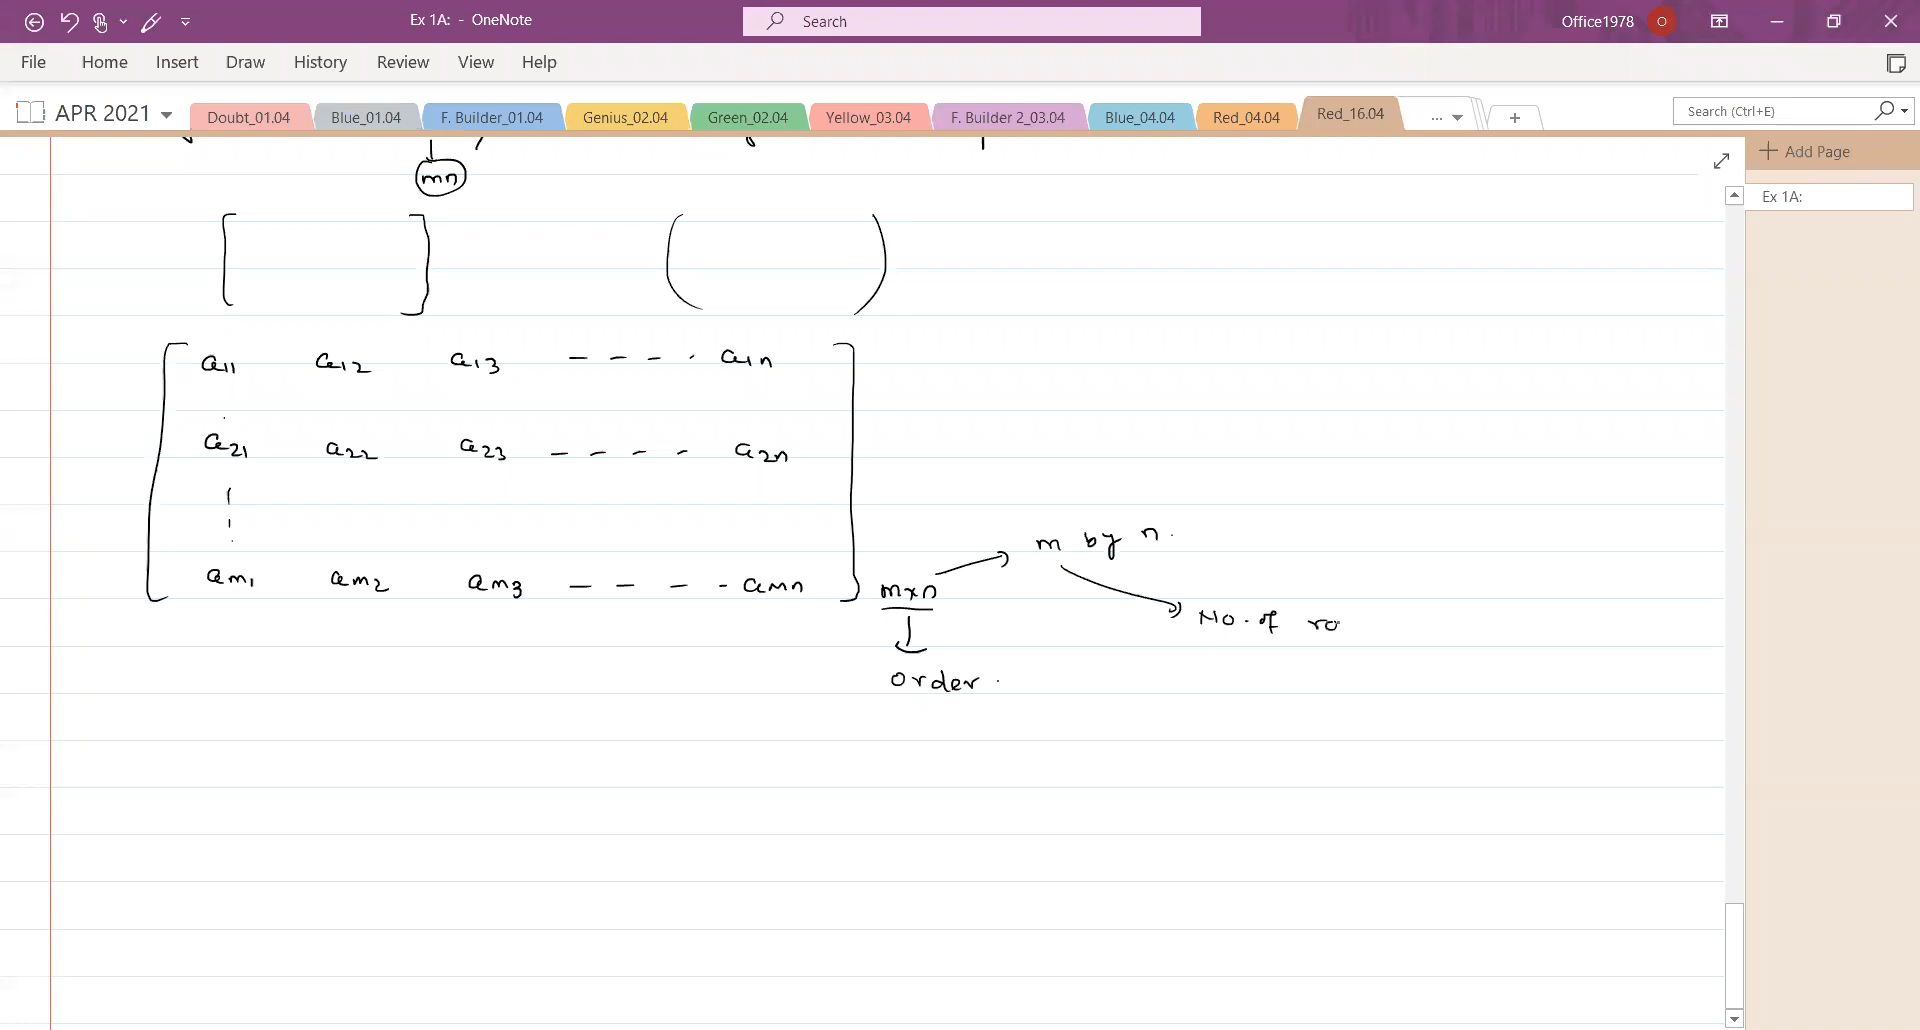 Ex 1A: - OneNote
Search
Office1978
O
File Home Insert Draw History Review View Help
APR 2021
Doubt_01.04 Blue_01.04 F. Builder_01.04 Genius_02.04 Green_02.04 Yellow_03.04 F. Builder 2_03.04 Blue_04.04 Red_04.04 Red_16.04 ... +
Search (Ctrl+E)
Add Page
Ex 1A:
mn
[ ] ( )
a11 a12 a13 - - - . a1n
a21 a22 a23 - - - - a2n
am1 am2 am3 - - - - amn
m×n
m by n.
No. of ro
order.